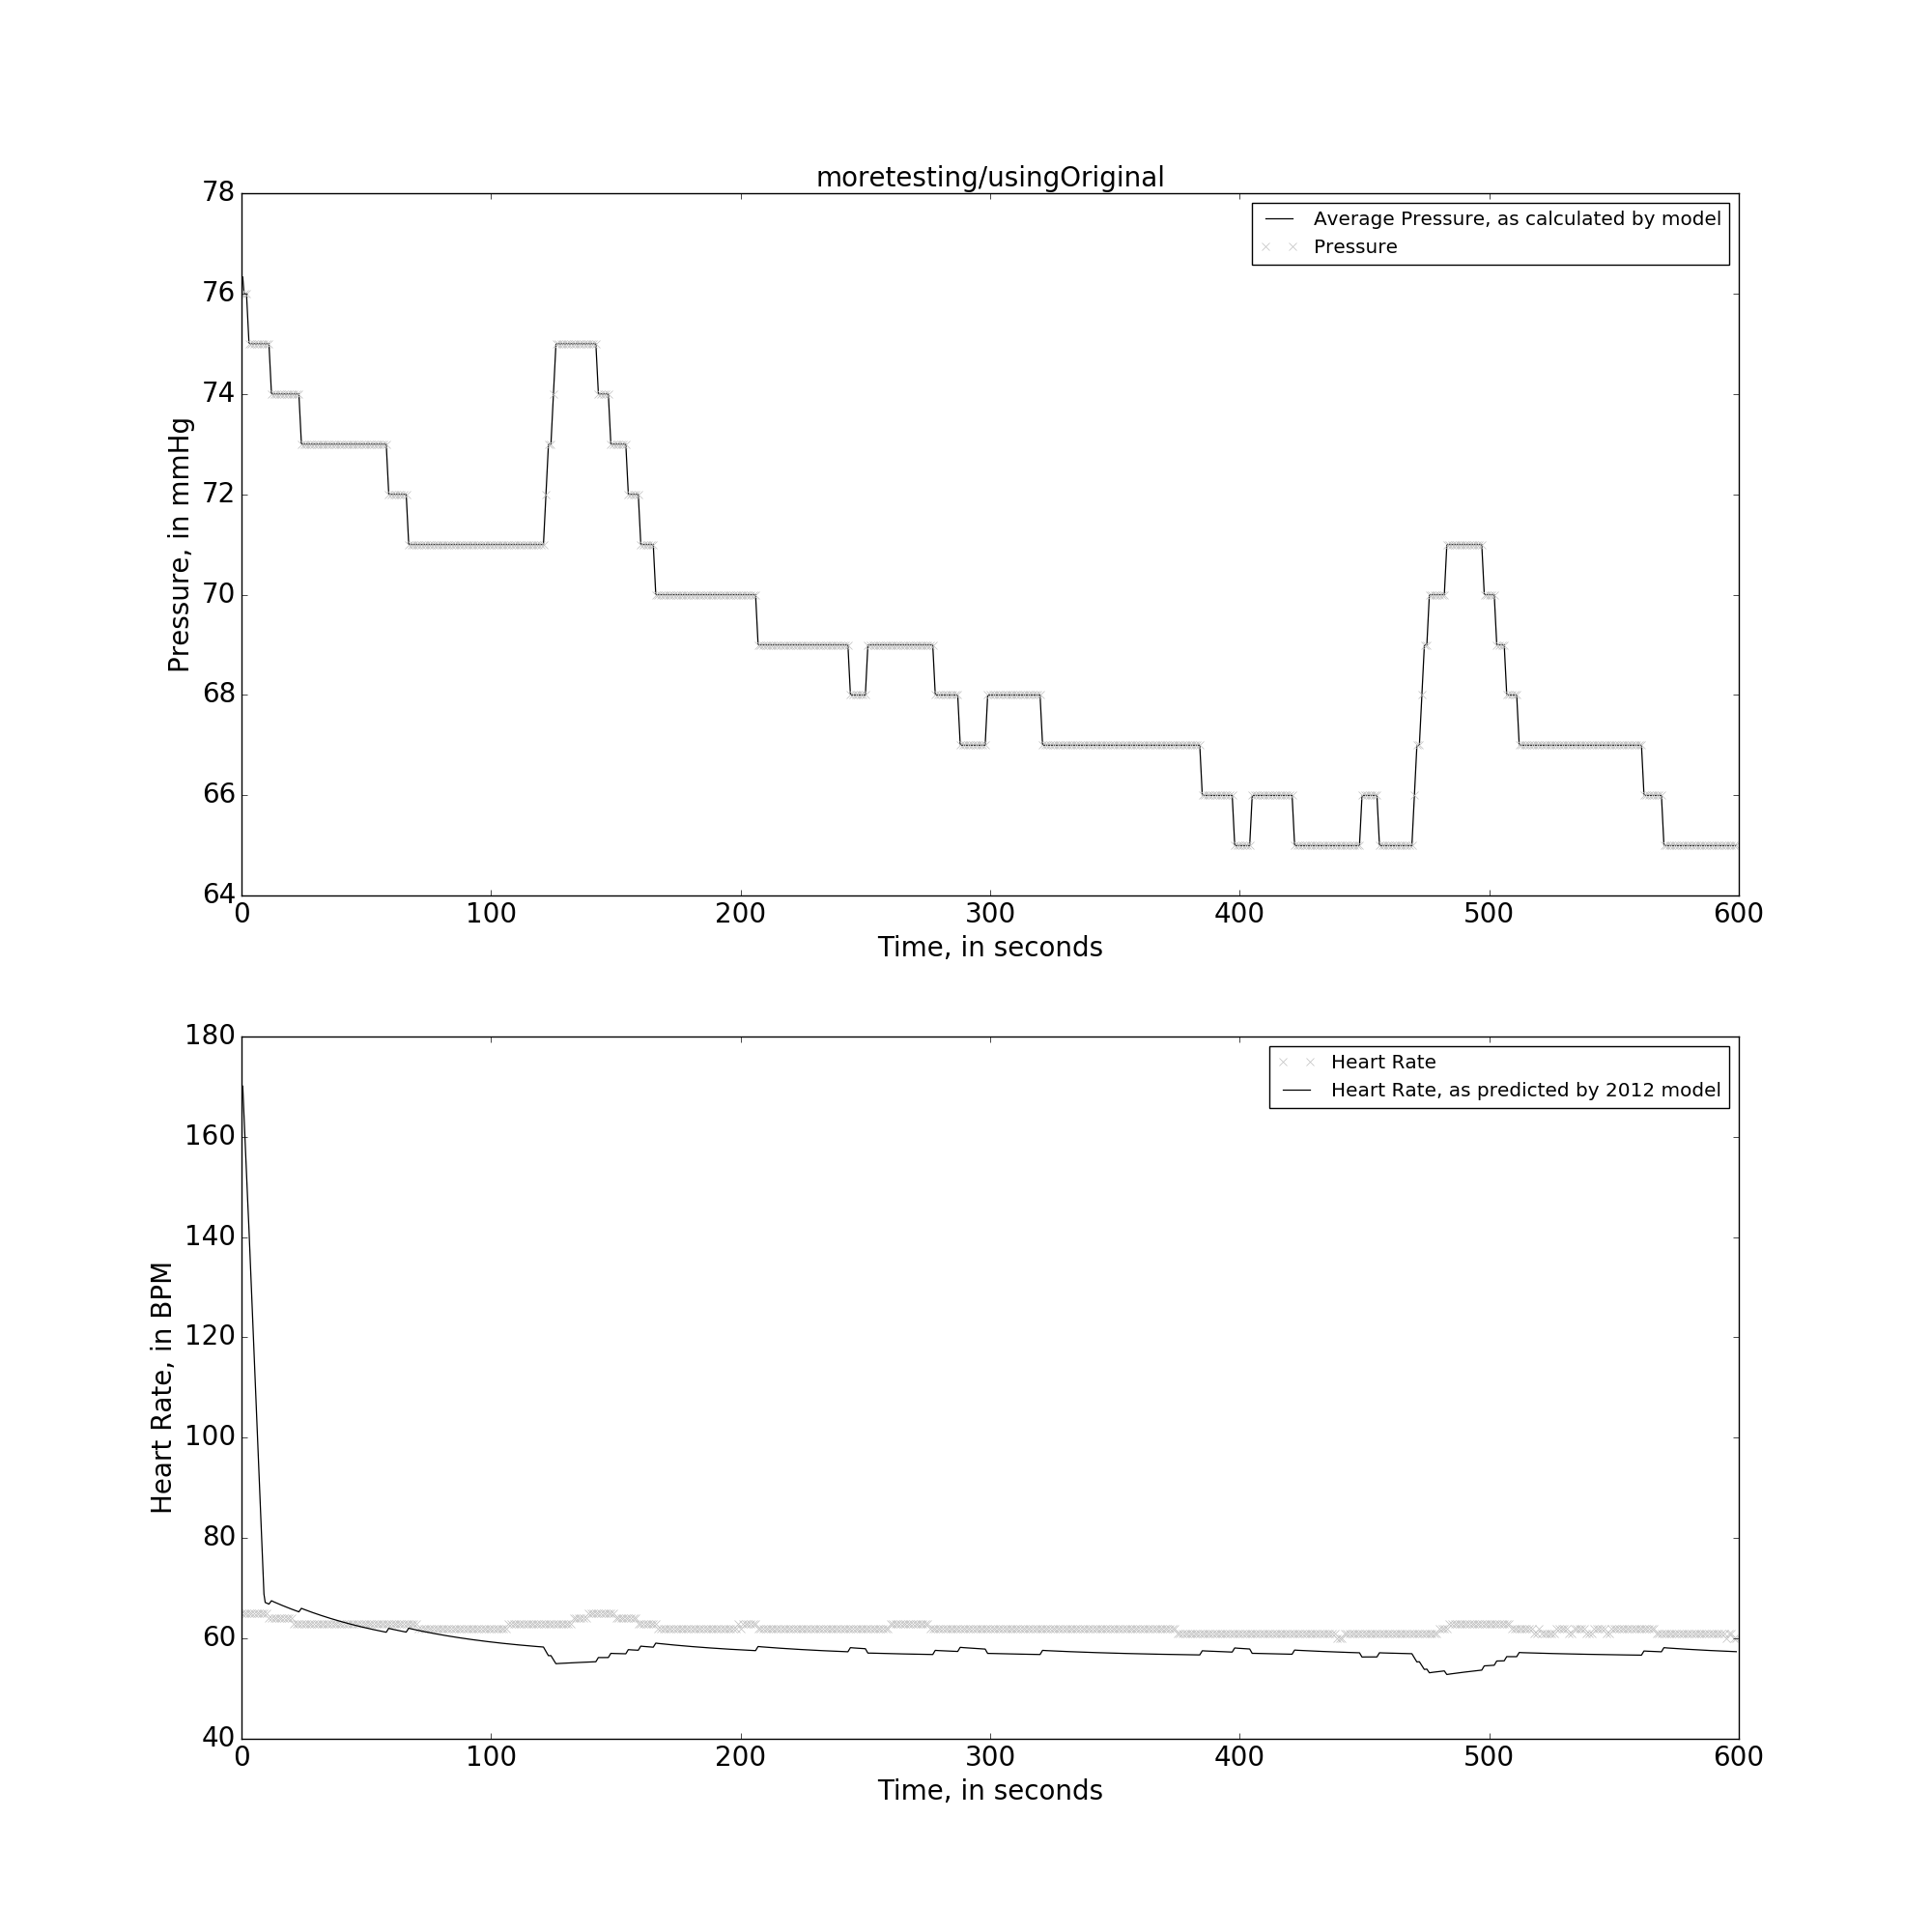 moretesting/usingOriginal
78
76
74
72
70
68
66
64
Pressure, in mmHg
Average Pressure, as calculated by model
Pressure
0 100 200 300 400 500 600
Time, in seconds
180
160
140
120
100
80
60
40
Heart Rate, in BPM
Heart Rate
Heart Rate, as predicted by 2012 model
0 100 200 300 400 500 600
Time, in seconds